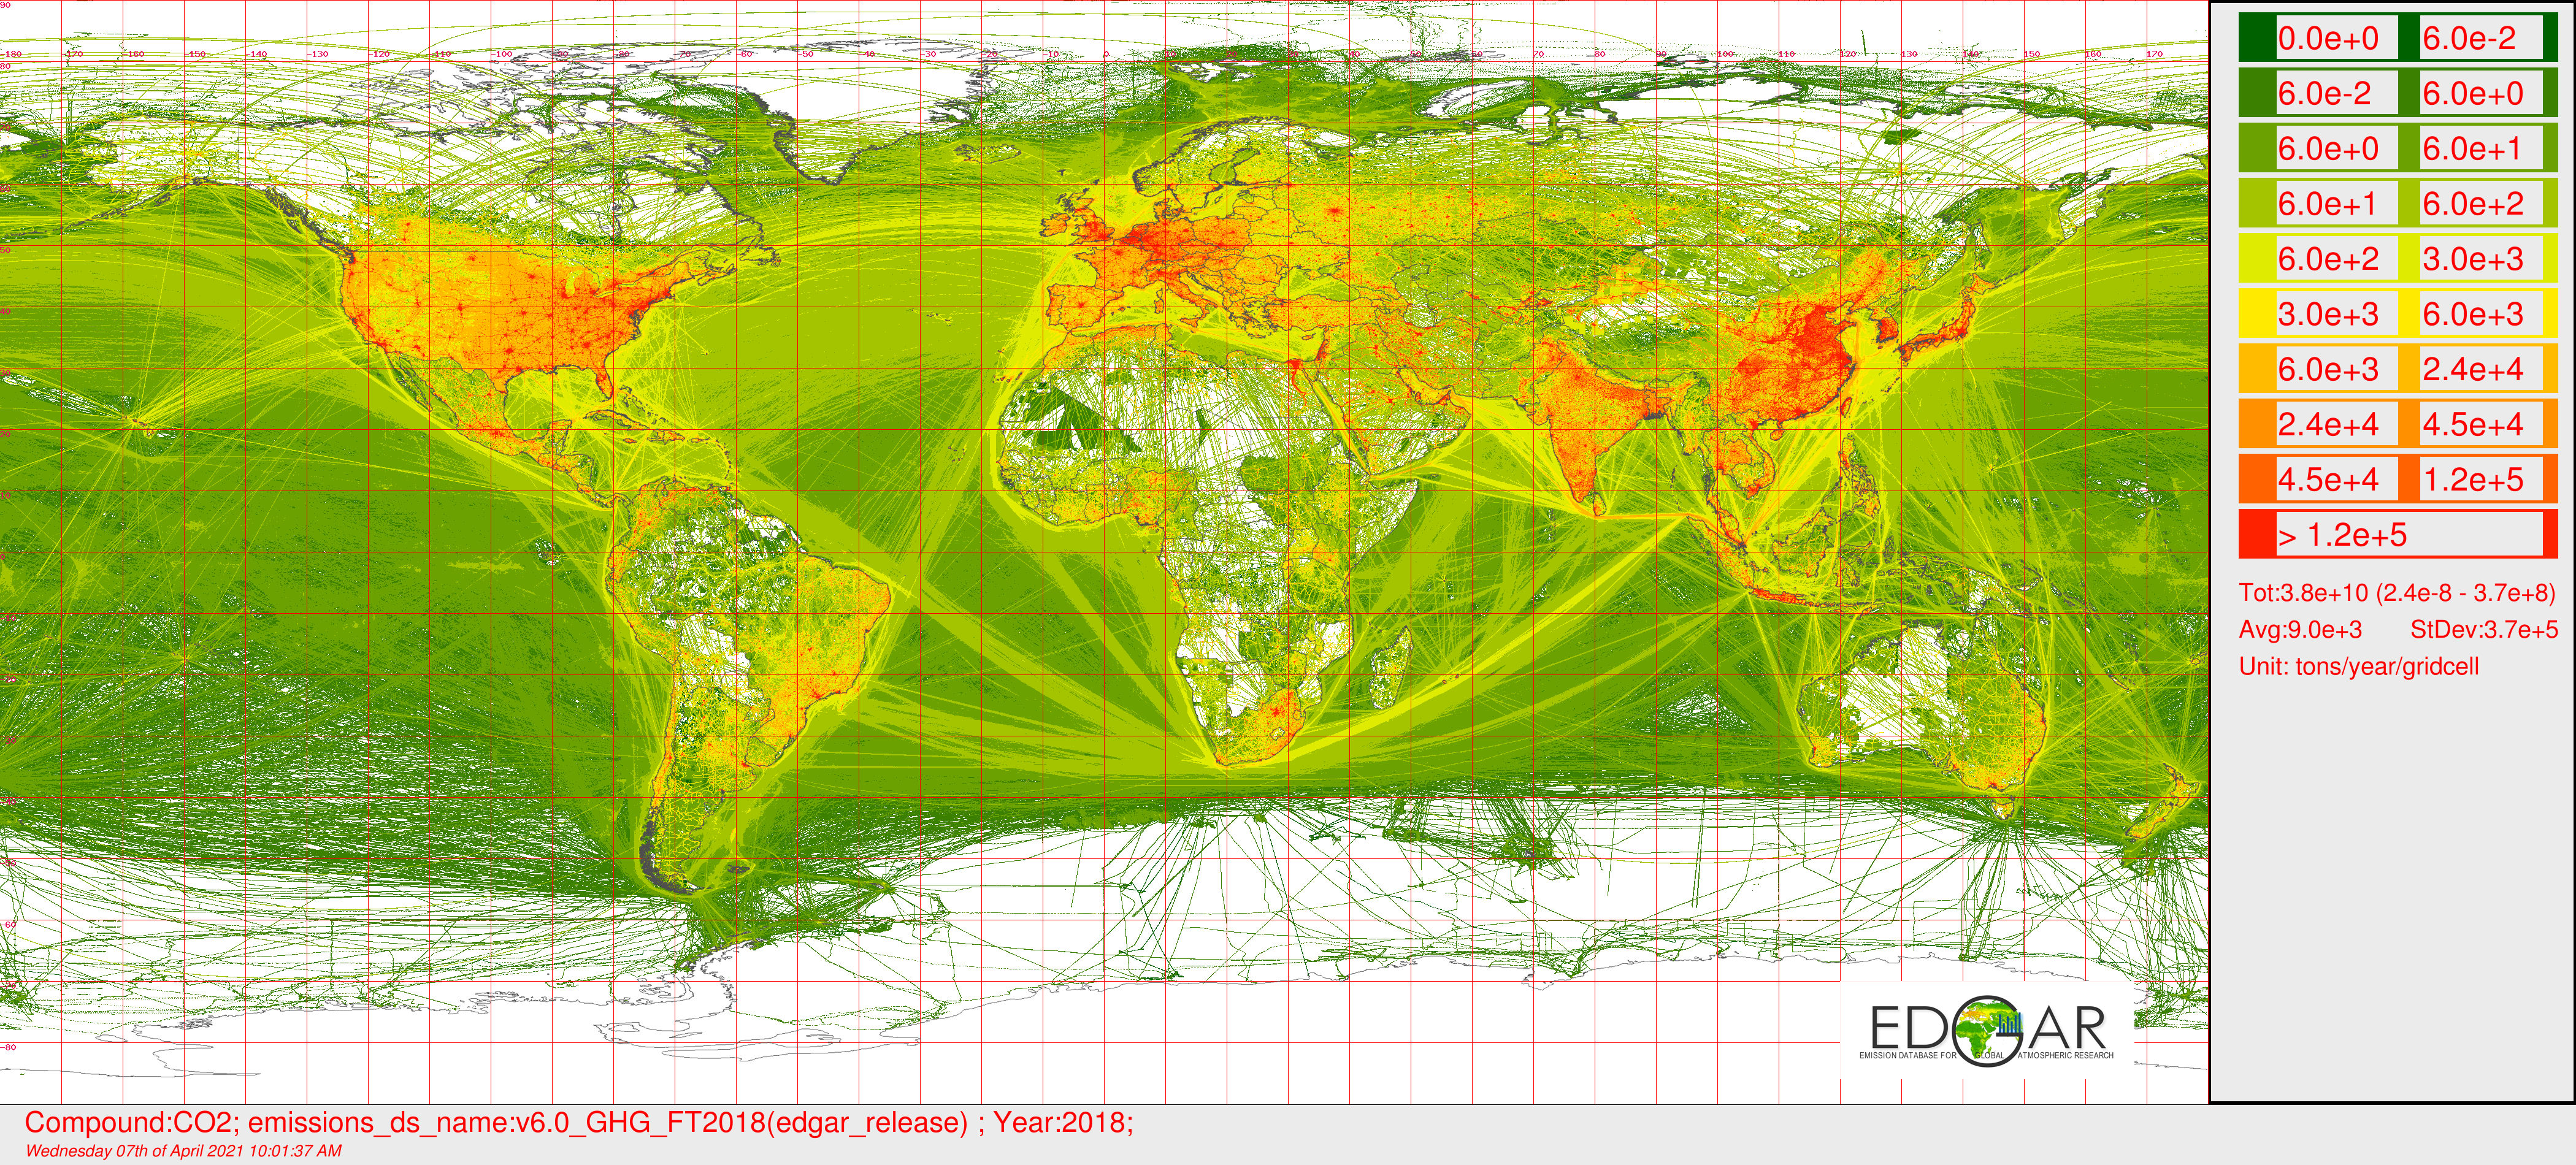 90
-180 -160 -150 -140 -130 -120 -110 -100 -90 -80 -70 -60 -50 -40 -30 -20 -10 0 10 20 30 40 50 70 80 90 100 110 120 130 140 150 160 170
80
70
60
50
40
30
20
10
0
-10
-20
-30
-40
-50
-60
-70
-80
0.0e+0 6.0e-2
6.0e-2 6.0e+0
6.0e+0 6.0e+1
6.0e+1 6.0e+2
6.0e+2 3.0e+3
3.0e+3 6.0e+3
6.0e+3 2.4e+4
2.4e+4 4.5e+4
4.5e+4 1.2e+5
> 1.2e+5
Tot:3.8e+10 (2.4e-8 - 3.7e+8)
Avg:9.0e+3 StDev:3.7e+5
Unit: tons/year/gridcell
EDGAR
EMISSION DATABASE FOR GLOBAL ATMOSPHERIC RESEARCH
Compound:CO2; emissions_ds_name:v6.0_GHG_FT2018(edgar_release) ; Year:2018;
Wednesday 07th of April 2021 10:01:37 AM